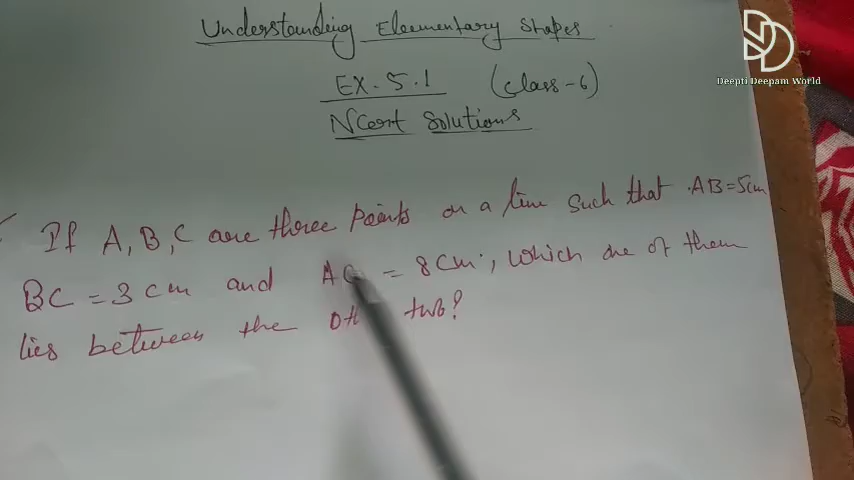 Understanding Elementary Shapes
EX. 5.1 (Class-6)
NCert Solutions
Deepti Deepam World
If A, B, C are three points on a line such that AB = 5cm
BC = 3 cm and AC = 8 cm, which one of them
lies between the two?